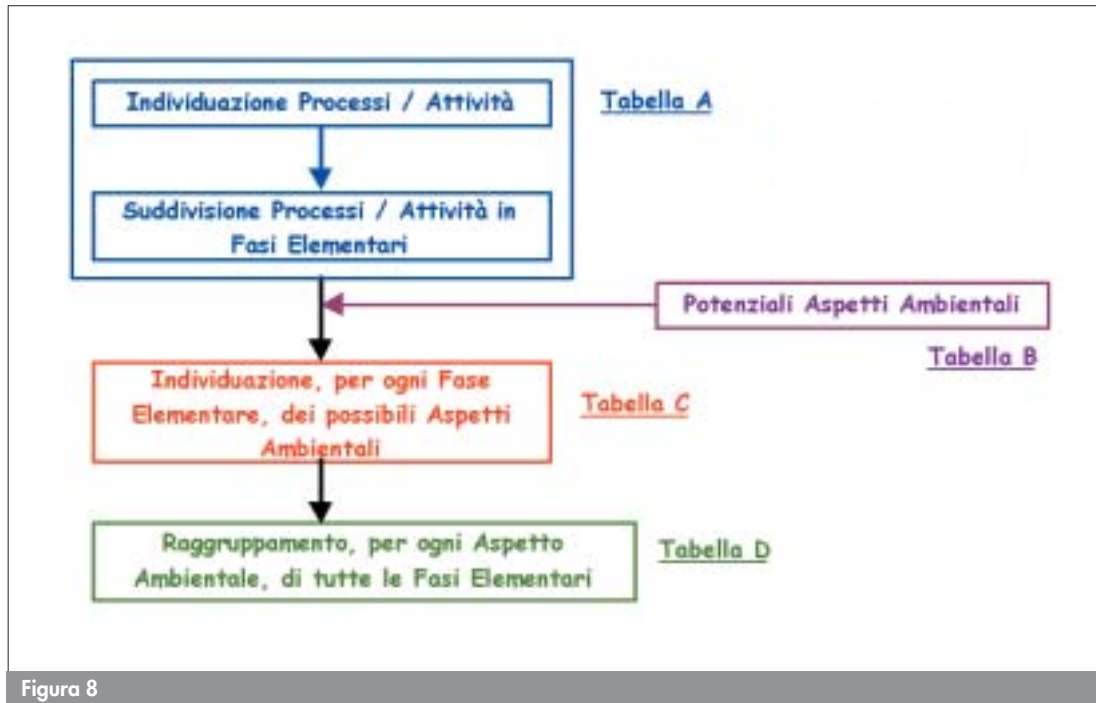 Individuazione Processi / Attività
Tabella A
Suddivisione Processi / Attività in
Fasi Elementari
Potenziali Aspetti Ambientali
Tabella B
Individuazione, per ogni Fase
Elementare, dei possibili Aspetti
Ambientali
Tabella C
Raggruppamento, per ogni Aspetto
Ambientale, di tutte le Fasi Elementari
Tabella D
Figura 8